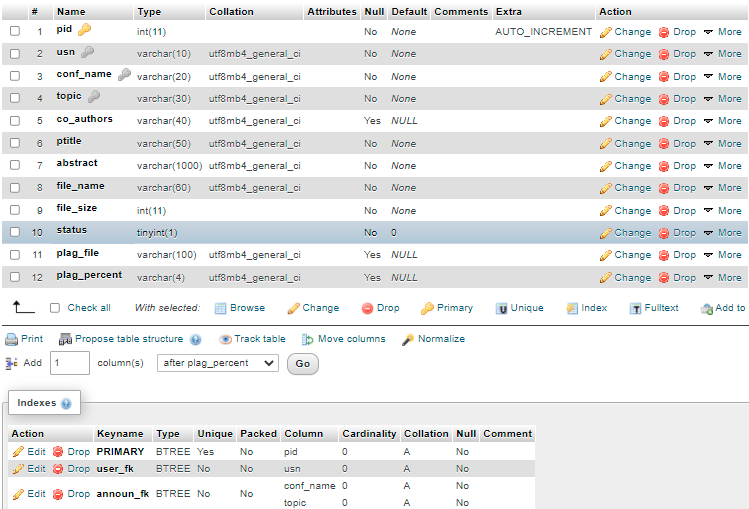 # Name Type Collation Attributes Null Default Comments Extra Action
1 pid int(11) No None AUTO_INCREMENT Change Drop More
2 usn varchar(10) utf8mb4_general_ci No None Change Drop More
3 conf_name varchar(20) utf8mb4_general_ci No None Change Drop More
4 topic varchar(30) utf8mb4_general_ci No None Change Drop More
5 co_authors varchar(40) utf8mb4_general_ci Yes NULL Change Drop More
6 ptitle varchar(50) utf8mb4_general_ci No None Change Drop More
7 abstract varchar(1000) utf8mb4_general_ci No None Change Drop More
8 file_name varchar(60) utf8mb4_general_ci No None Change Drop More
9 file_size int(11) No None Change Drop More
10 status tinyint(1) No 0 Change Drop More
11 plag_file varchar(100) utf8mb4_general_ci Yes NULL Change Drop More
12 plag_percent varchar(4) utf8mb4_general_ci Yes NULL Change Drop More
Check all With selected: Browse Change Drop Primary U Unique Index T Fulltext Add to
Print Propose table structure Track table Move columns Normalize
Add 1 column(s) after plag_percent Go
Indexes
Action Keyname Type Unique Packed Column Cardinality Collation Null Comment
Edit Drop PRIMARY BTREE Yes No pid 0 A No
Edit Drop user_fk BTREE No No usn 0 A No
Edit Drop announ_fk BTREE No No conf_name 0 A No
topic 0 A No